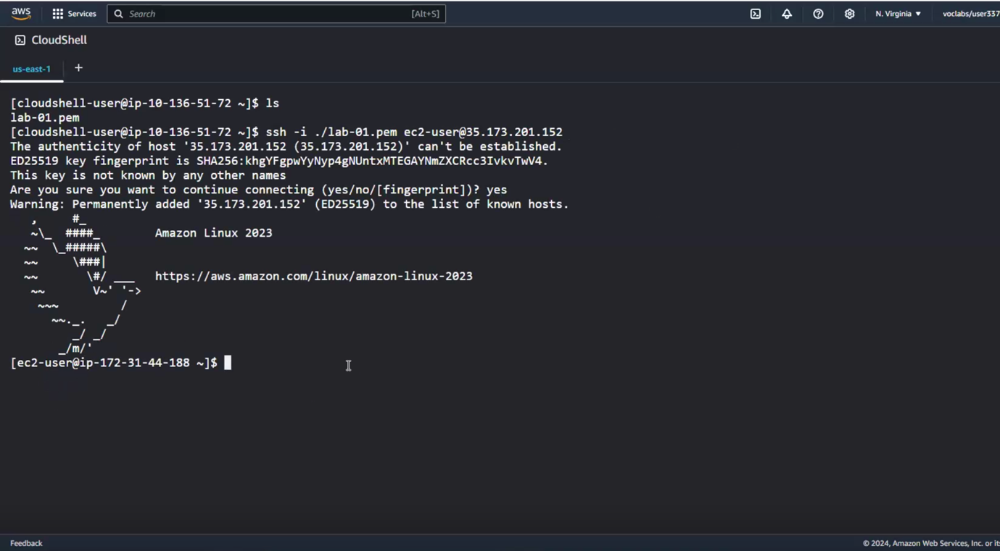 aws Services Search [Alt+S] N. Virginia ▼ voclabs/user337
CloudShell
us-east-1 +
[cloudshell-user@ip-10-136-51-72 ~]$ ls
lab-01.pem
[cloudshell-user@ip-10-136-51-72 ~]$ ssh -i ./lab-01.pem ec2-user@35.173.201.152
The authenticity of host '35.173.201.152 (35.173.201.152)' can't be established.
ED25519 key fingerprint is SHA256:khgYFgpwYyNyp4gNUntxMTEGAYNmZXCRcc3IvkvTwV4.
This key is not known by any other names
Are you sure you want to continue connecting (yes/no/[fingerprint])? yes
Warning: Permanently added '35.173.201.152' (ED25519) to the list of known hosts.
   ,     #_
   ~\_  ####_        Amazon Linux 2023
  ~~  \_#####\
  ~~     \###|
  ~~       \#/ ___   https://aws.amazon.com/linux/amazon-linux-2023
   ~~       V~' '->
    ~~~         /
      ~~._.   _/
         _/ _/
       _/m/'
[ec2-user@ip-172-31-44-188 ~]$
Feedback © 2024, Amazon Web Services, Inc. or it